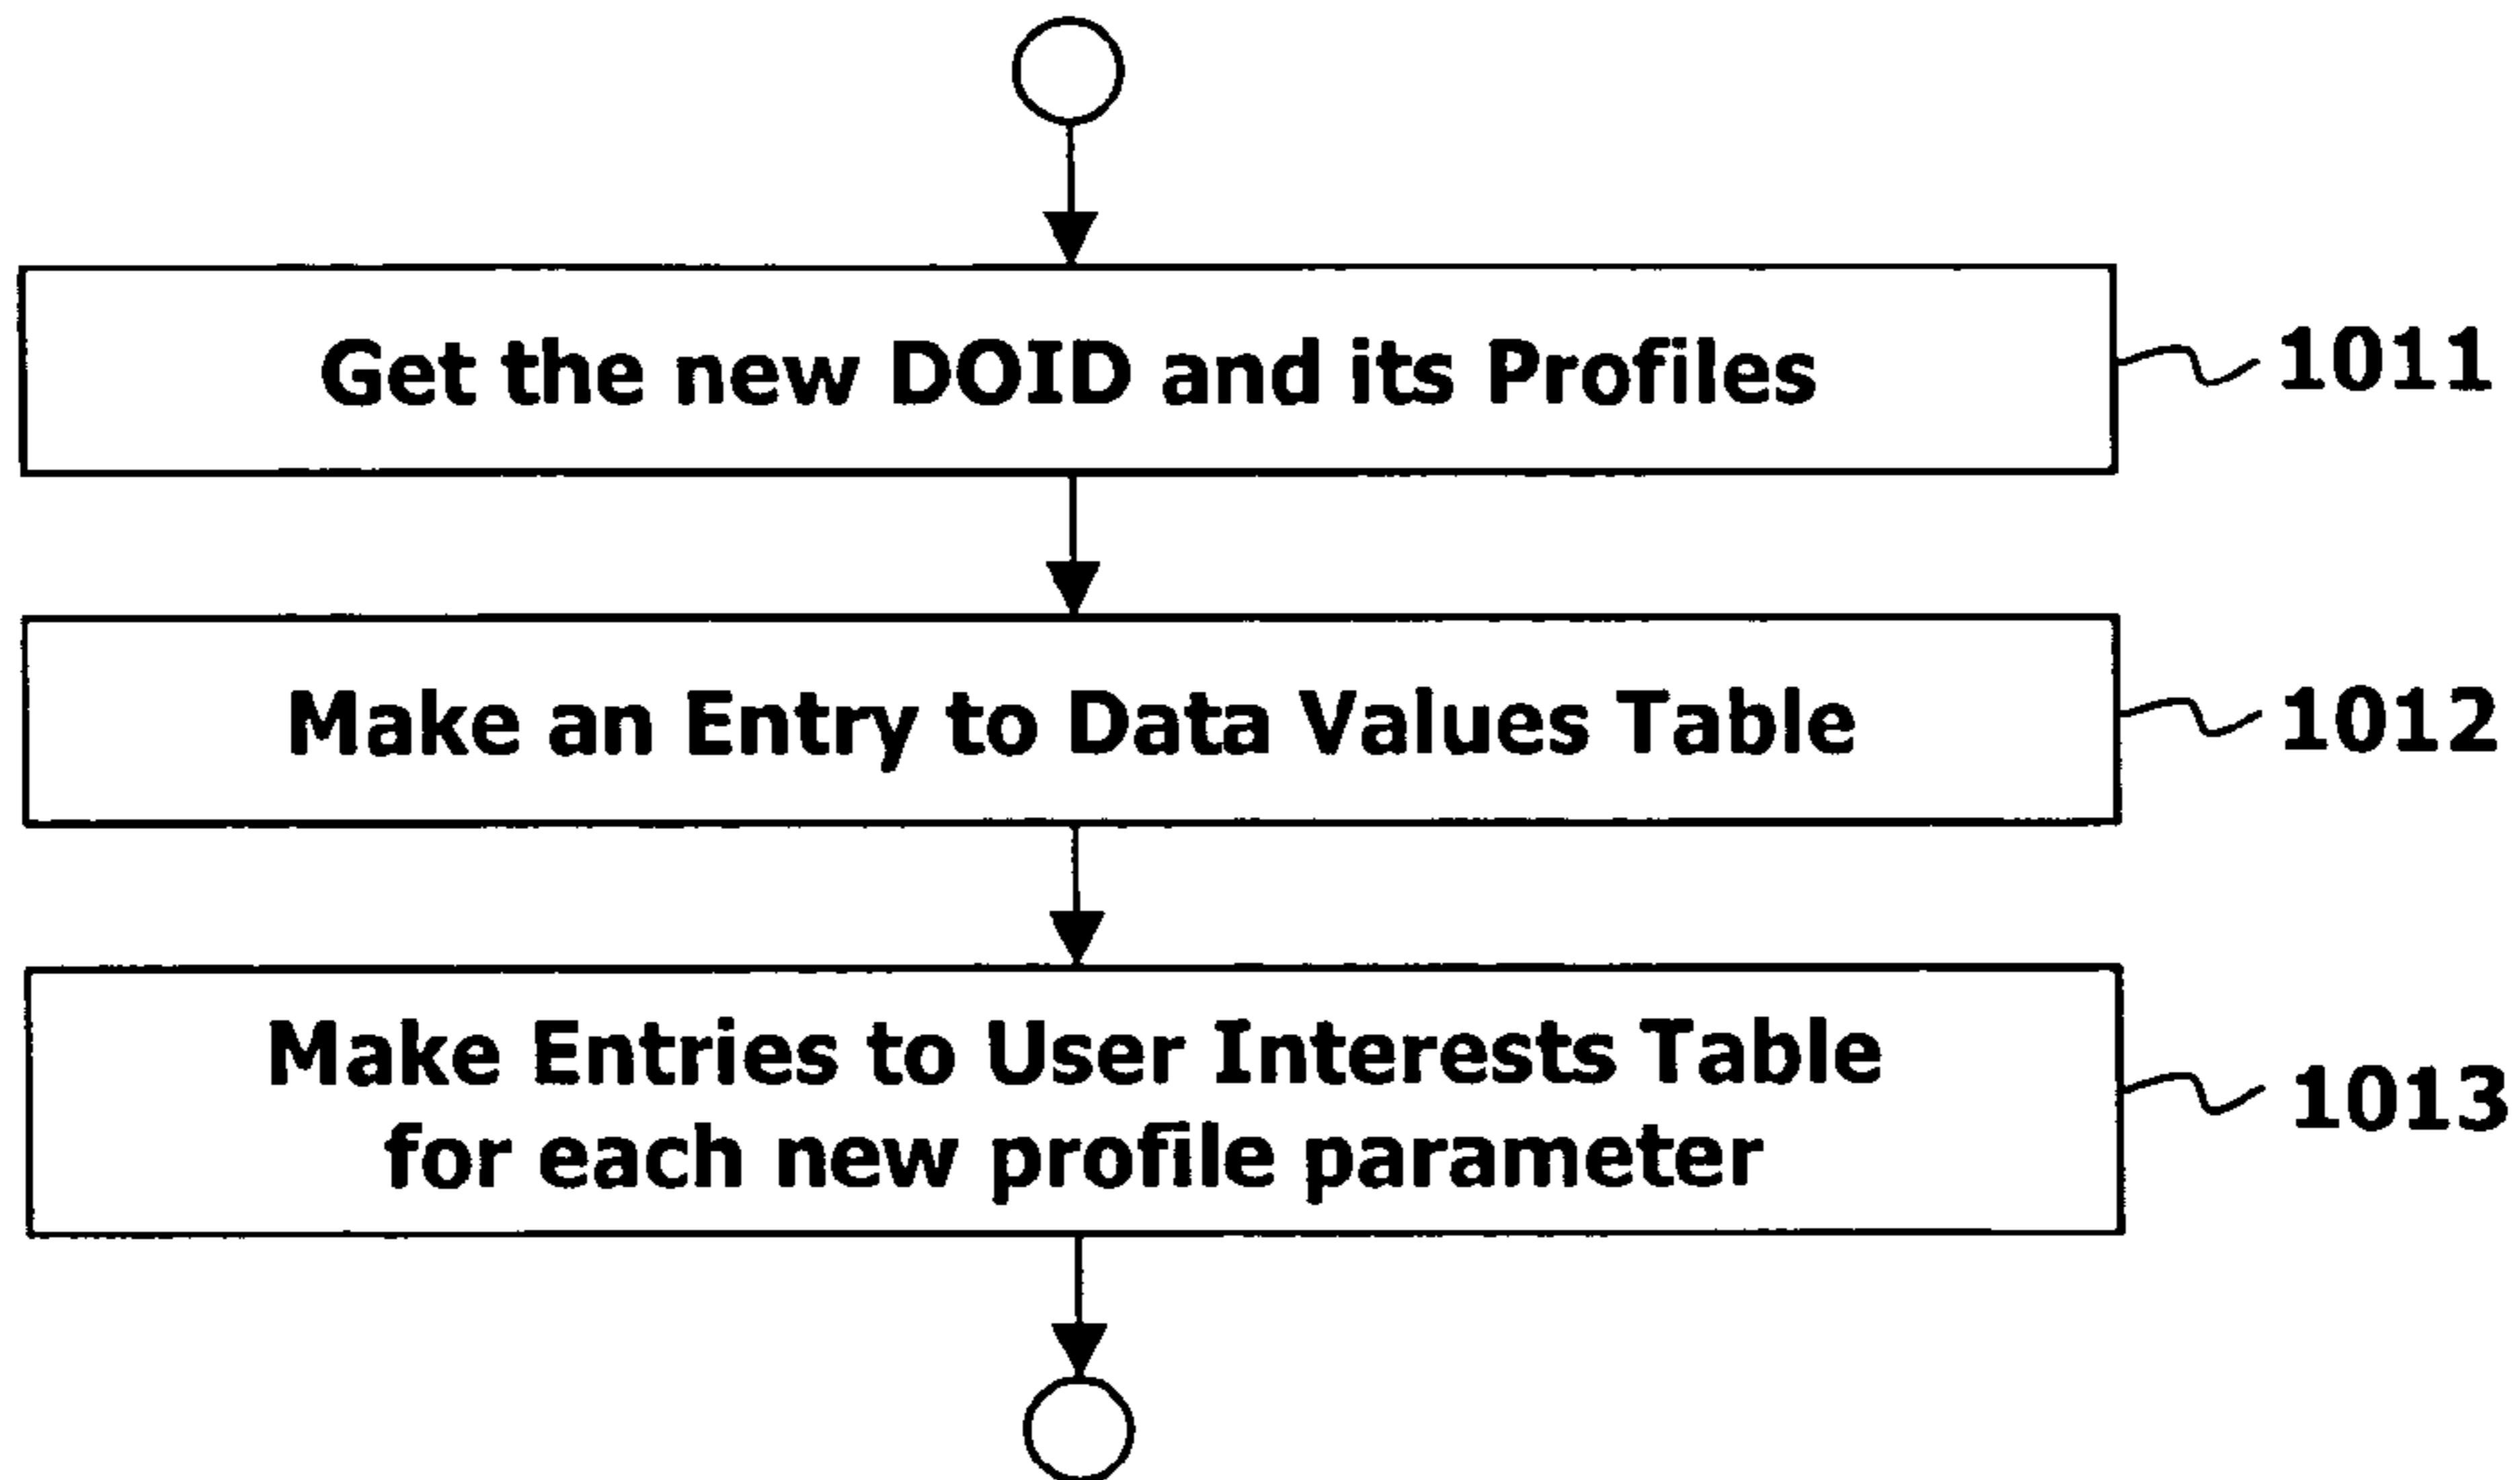 Get the new DOID and its Profiles
1011
Make an Entry to Data Values Table
1012
Make Entries to User Interests Table
for each new profile parameter
1013